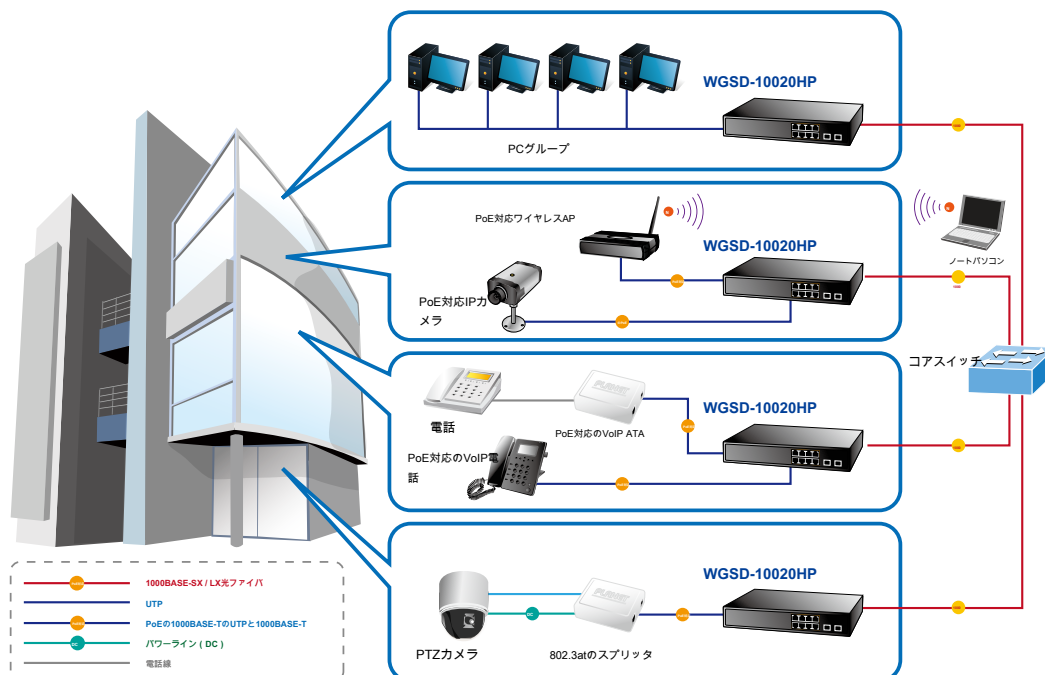 WGSD-10020HP
PCグループ
PoE対応ワイヤレスAP
WGSD-10020HP
PoE対応IPカ
メラ
ノートパソコン
コアスイッチ
電話
PoE対応のVoIP ATA
WGSD-10020HP
PoE対応のVoIP電
話
WGSD-10020HP
PTZカメラ
DC
802.3atのスプリッタ
1000BASE-SX / LX光ファイバ
UTP
PoEの1000BASE-TのUTPと1000BASE-T
DC
パワーライン ( DC )
電話線